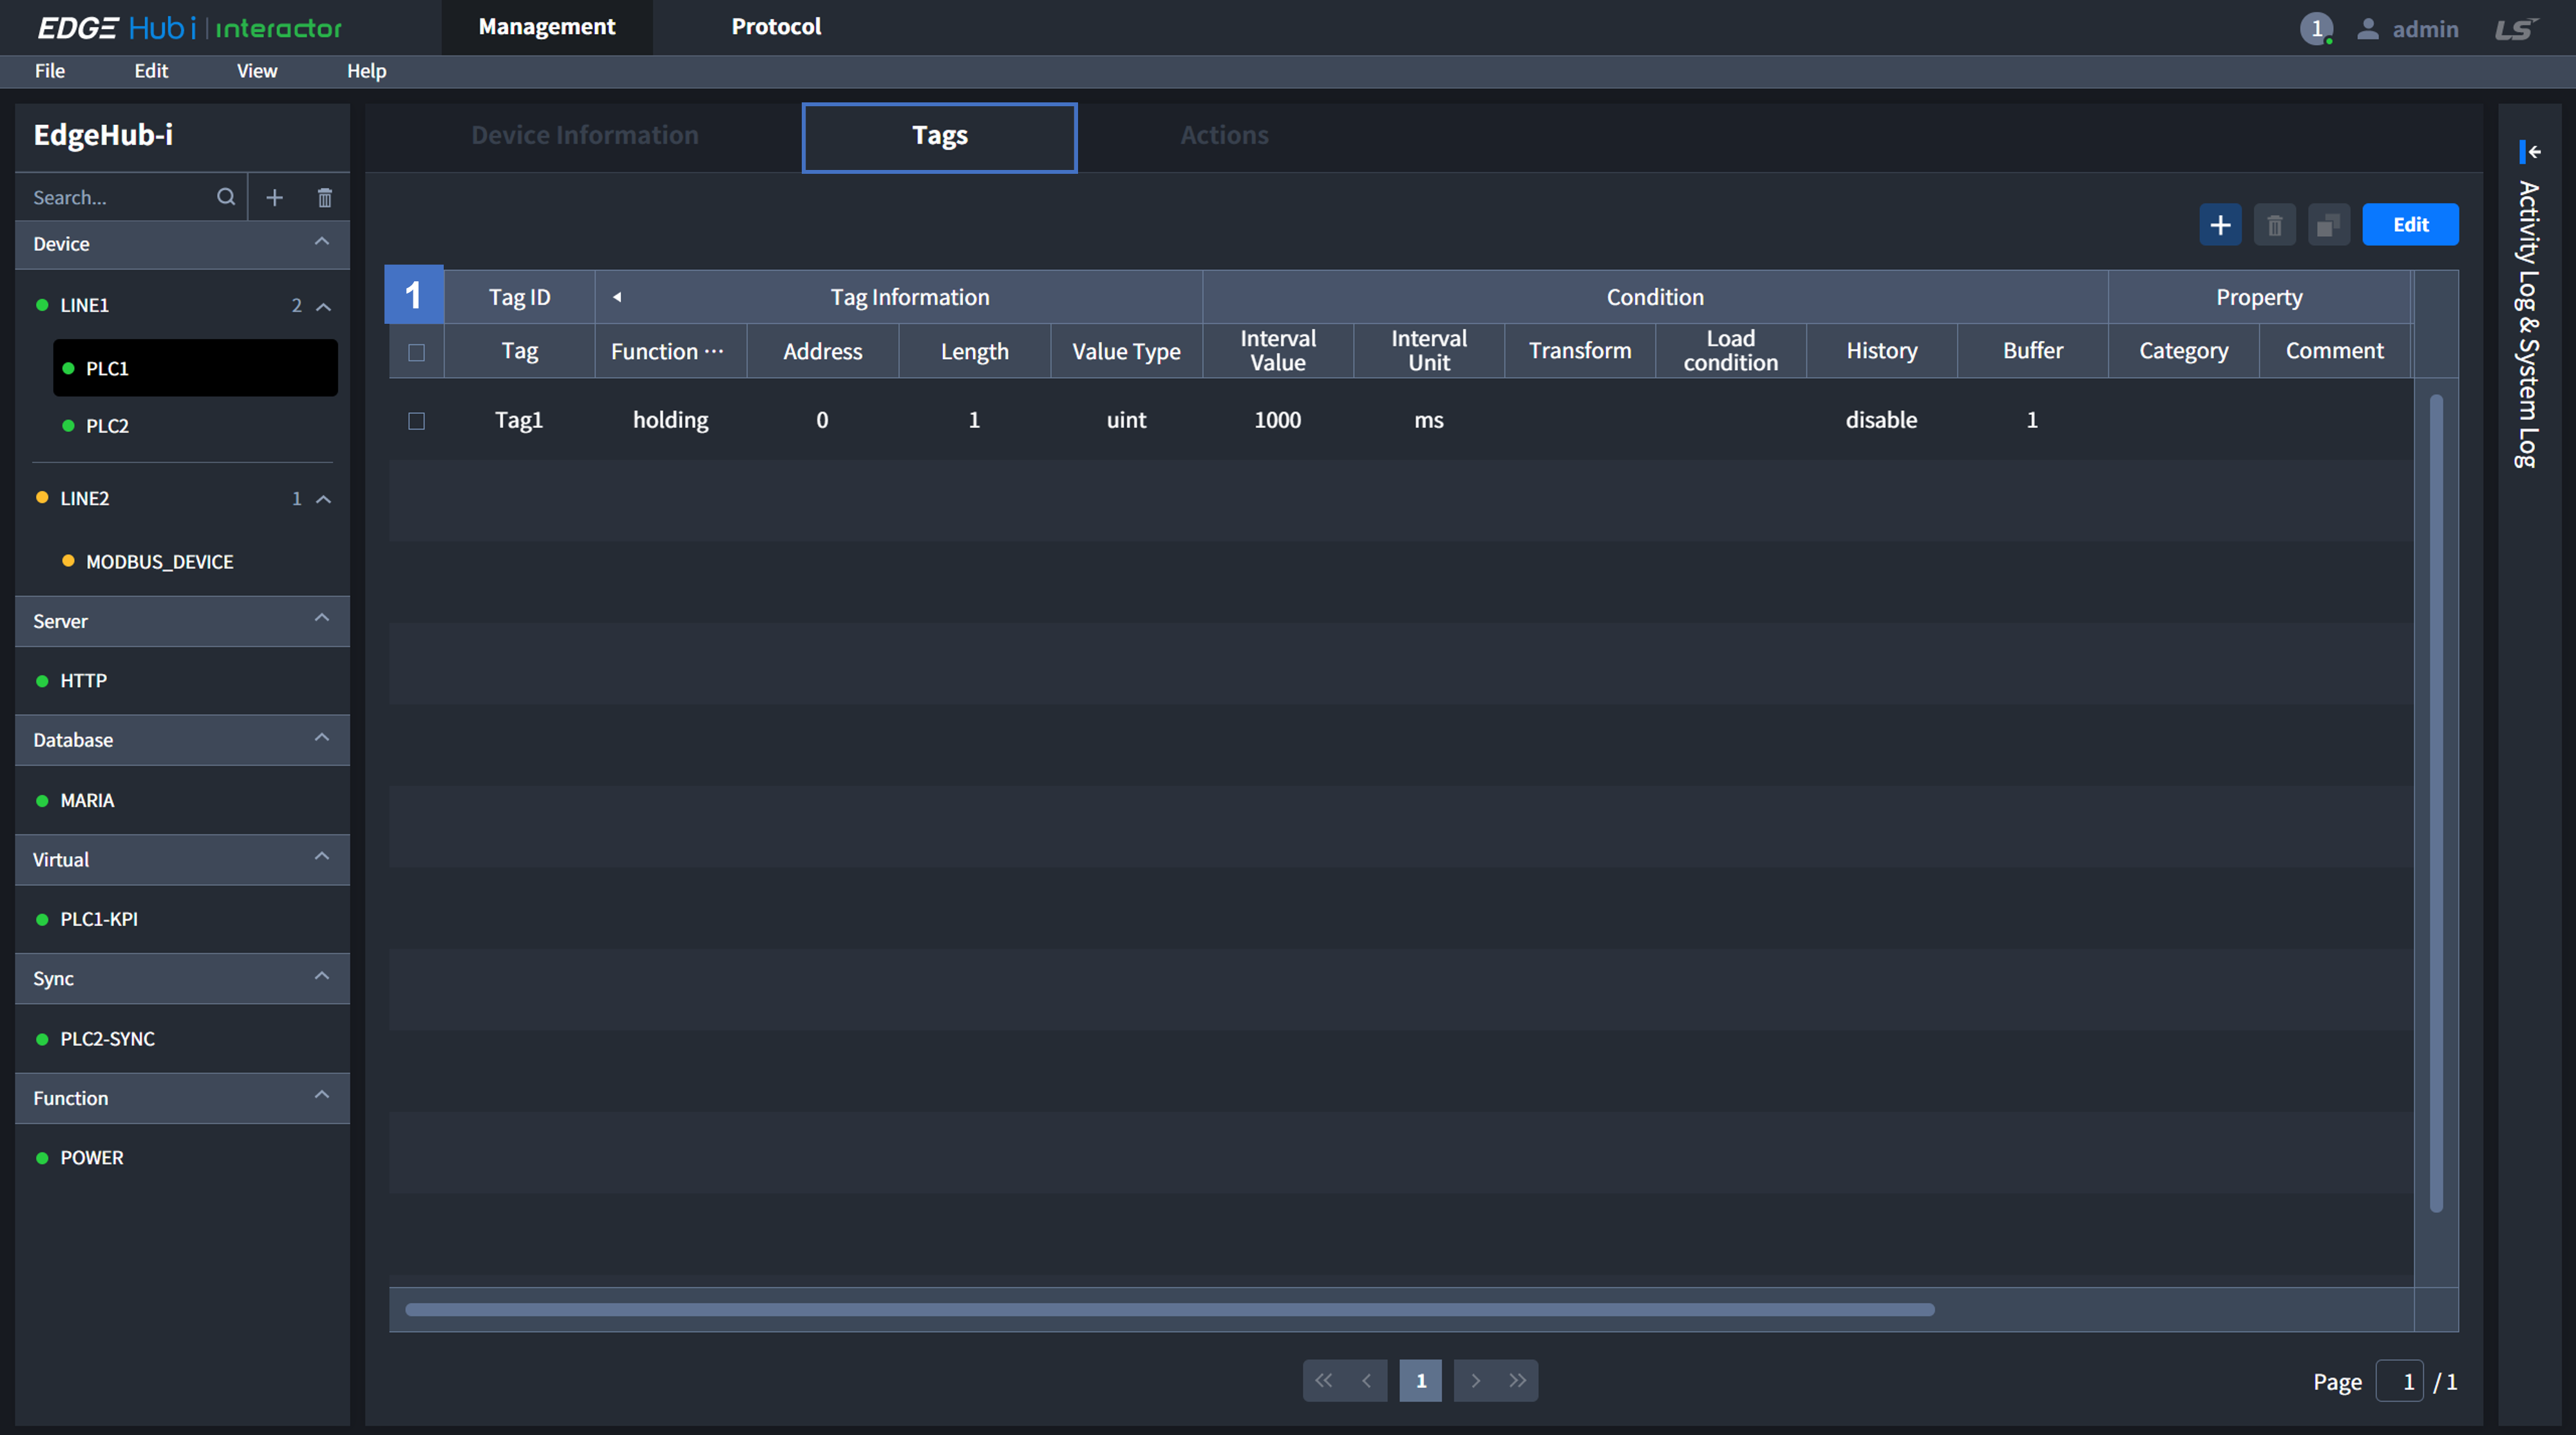 EDGE Hub i | interactor
Management
Protocol
1
admin
LS
File
Edit
View
Help
EdgeHub-i
Search...
Device
LINE1
2
PLC1
PLC2
LINE2
1
MODBUS_DEVICE
Server
HTTP
Database
MARIA
Virtual
PLC1-KPI
Sync
PLC2-SYNC
Function
POWER
Device Information
Tags
Actions
Edit
1
Tag ID
Tag Information
Condition
Property
Tag
Function ···
Address
Length
Value Type
Interval
Value
Interval
Unit
Transform
Load
condition
History
Buffer
Category
Comment
Tag1
holding
0
1
uint
1000
ms
disable
1
1
Page 1 / 1
Activity Log & System Log